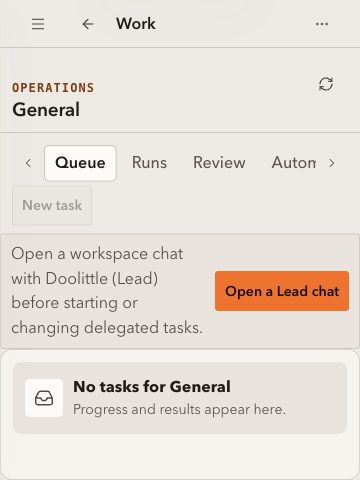 Work
OPERATIONS
General
Queue Runs Review Autom
New task
Open a workspace chat
with Doolittle (Lead)
before starting or
changing delegated tasks.
Open a Lead chat
No tasks for General
Progress and results appear here.